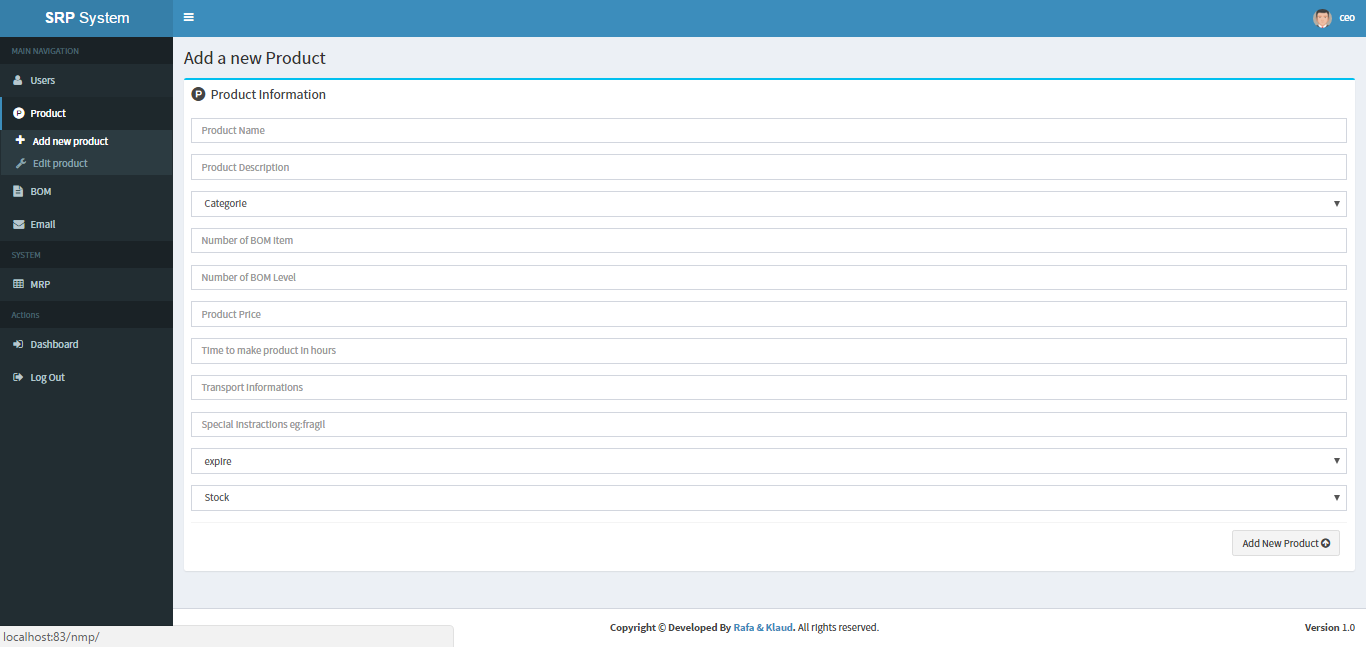 SRP System
ceo
MAIN NAVIGATION
Users
Product
Add new product
Edit product
BOM
Email
SYSTEM
MRP
Actions
Dashboard
Log Out
Add a new Product
P Product Information
Product Name
Product Description
Categorie
Number of BOM Item
Number of BOM Level
Product Price
Time to make product in hours
Transport Informations
Special Instractions eg:fragil
expire
Stock
Add New Product
localhost:83/nmp/
Copyright © Developed By Rafa & Klaud. All rights reserved.
Version 1.0